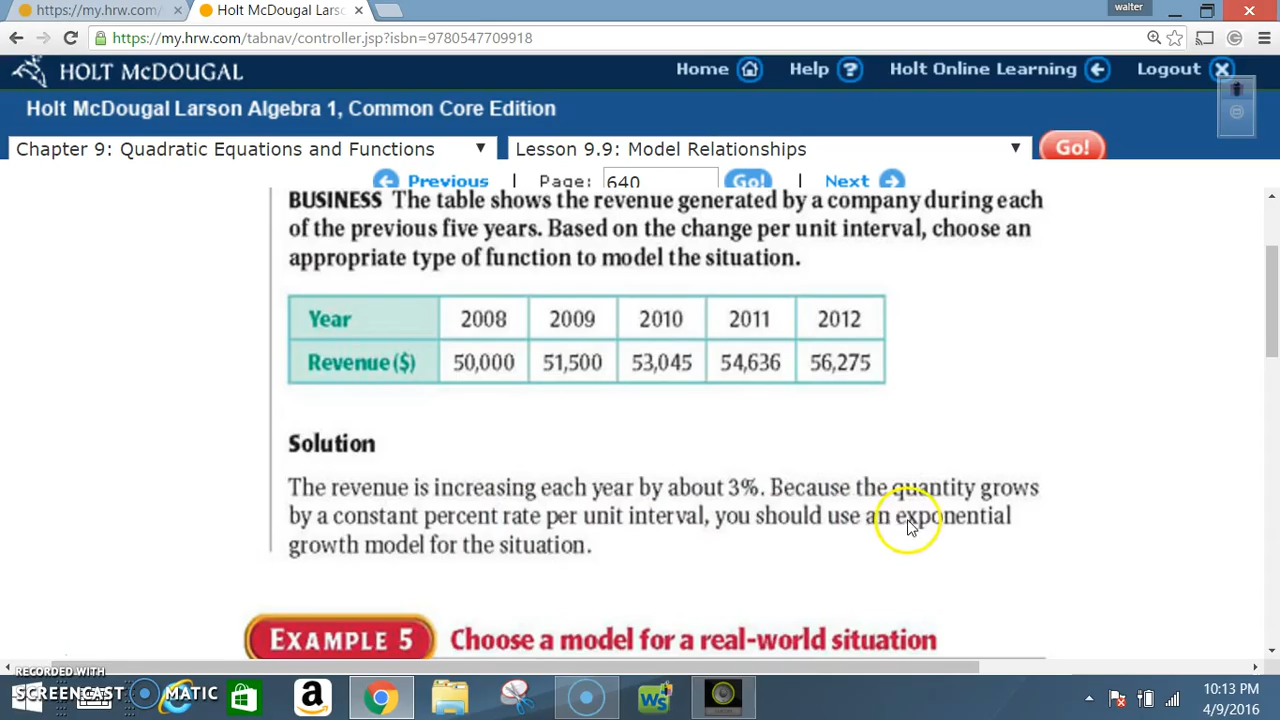 https://my.hrw.com/
Holt McDougal Lars
walter
https://my.hrw.com/tabnav/controller.jsp?isbn=9780547709918
HOLT McDOUGAL
Home
Help
Holt Online Learning
Logout
Holt McDougal Larson Algebra 1, Common Core Edition
Chapter 9: Quadratic Equations and Functions
Lesson 9.9: Model Relationships
Go!
Previous | Page: 640 Go! | Next
BUSINESS The table shows the revenue generated by a company during each
of the previous five years. Based on the change per unit interval, choose an
appropriate type of function to model the situation.
Year 2008 2009 2010 2011 2012
Revenue ($) 50,000 51,500 53,045 54,636 56,275
Solution
The revenue is increasing each year by about 3%. Because the quantity grows
by a constant percent rate per unit interval, you should use an exponential
growth model for the situation.
EXAMPLE 5 Choose a model for a real-world situation
RECORDED WITH
SCREENCAST MATIC
10:13 PM
4/9/2016